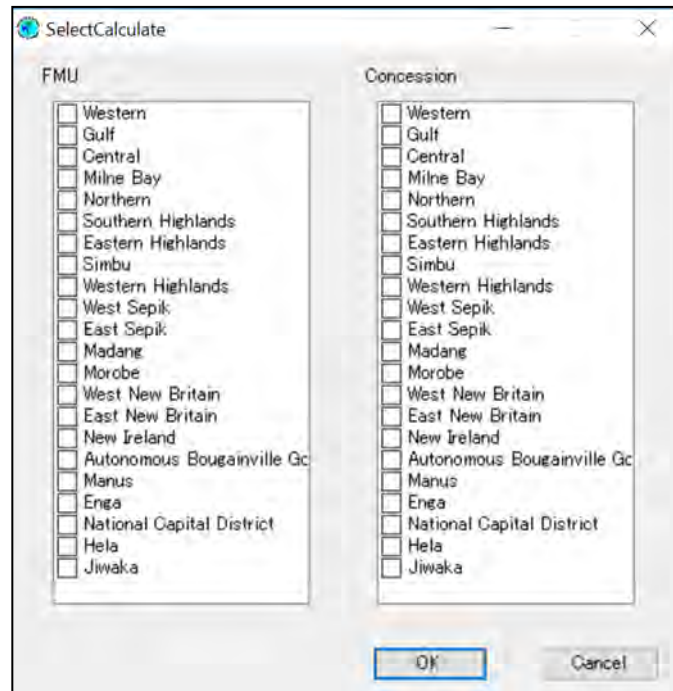 SelectCalculate
FMU
Western
Gulf
Central
Milne Bay
Northern
Southern Highlands
Eastern Highlands
Simbu
Western Highlands
West Sepik
East Sepik
Madang
Morobe
West New Britain
East New Britain
New Ireland
Autonomous Bougainville Gc
Manus
Enga
National Capital District
Hela
Jiwaka
Concession
Western
Gulf
Central
Milne Bay
Northern
Southern Highlands
Eastern Highlands
Simbu
Western Highlands
West Sepik
East Sepik
Madang
Morobe
West New Britain
East New Britain
New Ireland
Autonomous Bougainville Gc
Manus
Enga
National Capital District
Hela
Jiwaka
OK
Cancel